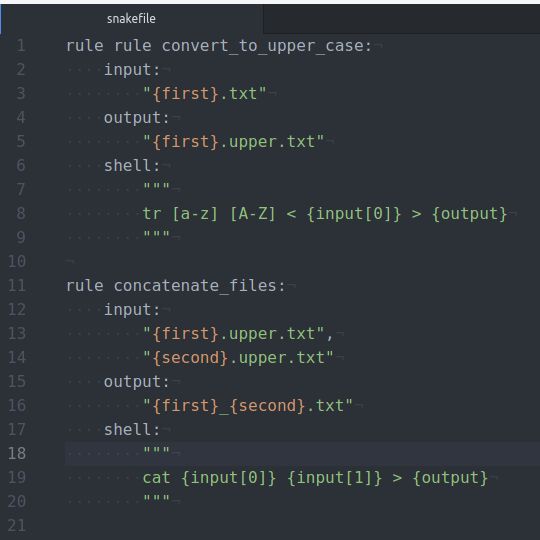 snakefile
1 rule rule convert_to_upper_case:¬
2 ····input:¬
3 ········"{first}.txt"¬
4 ····output:¬
5 ········"{first}.upper.txt"¬
6 ····shell:¬
7 ········"""¬
8 ········tr [a-z] [A-Z] < {input[0]} > {output}¬
9 ········"""¬
10 ¬
11 rule concatenate_files:¬
12 ····input:¬
13 ········"{first}.upper.txt",¬
14 ········"{second}.upper.txt"¬
15 ····output:¬
16 ········"{first}_{second}.txt"¬
17 ····shell:¬
18 ········"""¬
19 ········cat {input[0]} {input[1]} > {output}¬
20 ········"""¬
21